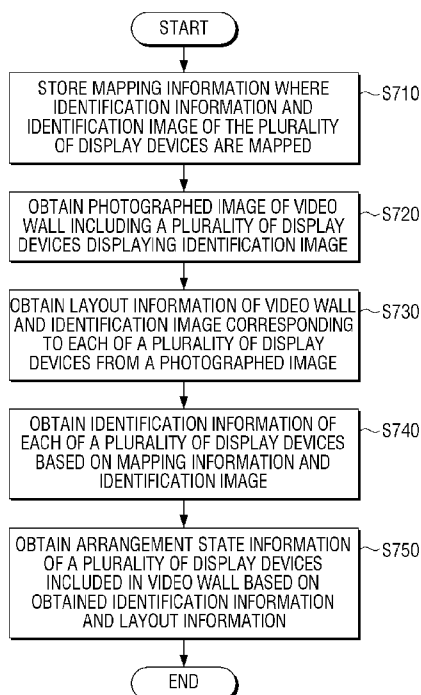 START
STORE MAPPING INFORMATION WHERE
IDENTIFICATION INFORMATION AND
IDENTIFICATION IMAGE OF THE PLURALITY
OF DISPLAY DEVICES ARE MAPPED
S710
OBTAIN PHOTOGRAPHED IMAGE OF VIDEO
WALL INCLUDING A PLURALITY OF DISPLAY
DEVICES DISPLAYING IDENTIFICATION IMAGE
S720
OBTAIN LAYOUT INFORMATION OF VIDEO WALL
AND IDENTIFICATION IMAGE CORRESPONDING
TO EACH OF A PLURALITY OF DISPLAY
DEVICES FROM A PHOTOGRAPHED IMAGE
S730
OBTAIN IDENTIFICATION INFORMATION OF
EACH OF A PLURALITY OF DISPLAY DEVICES
BASED ON MAPPING INFORMATION AND
IDENTIFICATION IMAGE
S740
OBTAIN ARRANGEMENT STATE INFORMATION
OF A PLURALITY OF DISPLAY DEVICES
INCLUDED IN VIDEO WALL BASED ON
OBTAINED IDENTIFICATION INFORMATION
AND LAYOUT INFORMATION
S750
END